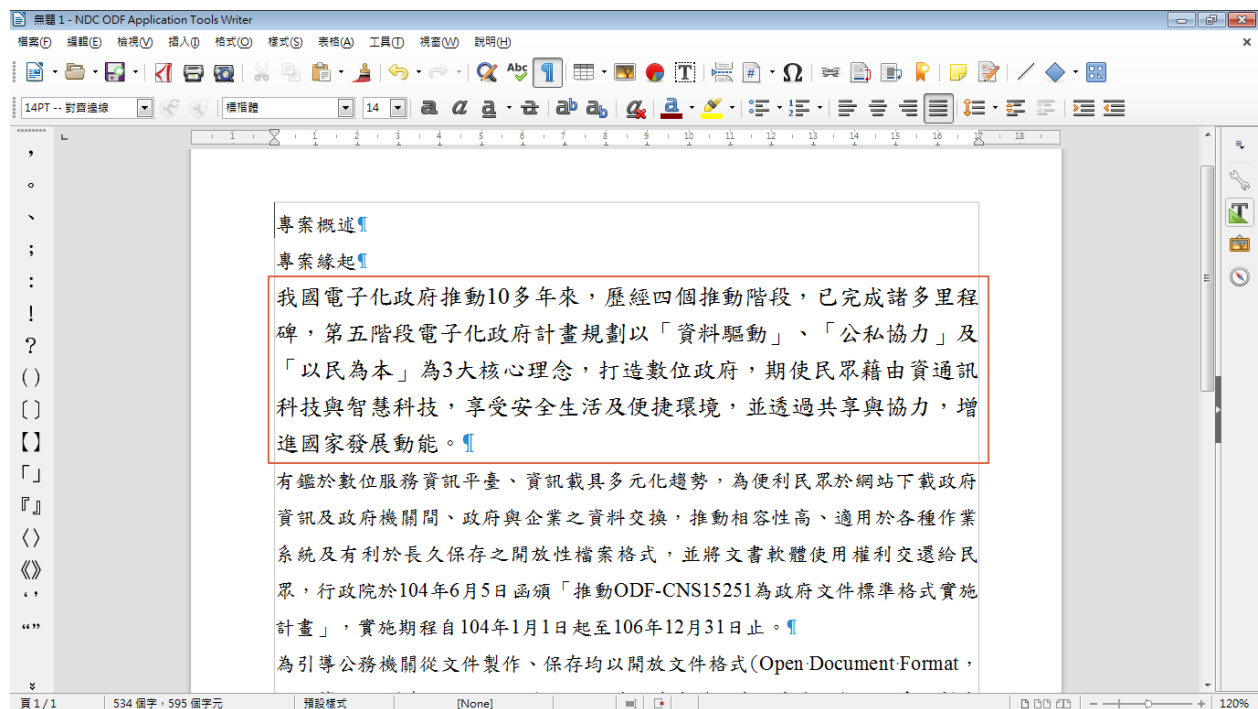 無題 1 - NDC ODF Application Tools Writer
檔案(F) 編輯(E) 檢視(V) 插入(I) 格式(O) 樣式(S) 表格(A) 工具(T) 視窗(W) 說明(H)
14PT -- 對齊邊線 標楷體 14
1 1 2 3 4 5 6 7 8 9 10 11 12 13 14 15 16 17 18
，
。
、
；
：
！
？
( )
〔 〕
【 】
「 」
『 』
〈 〉
《 》
‘ ’
“ ”
專案概述¶
專案緣起¶
我國電子化政府推動10多年來，歷經四個推動階段，已完成諸多里程
碑，第五階段電子化政府計畫規劃以「資料驅動」、「公私協力」及
「以民為本」為3大核心理念，打造數位政府，期使民眾藉由資通訊
科技與智慧科技，享受安全生活及便捷環境，並透過共享與協力，增
進國家發展動能。¶
有鑑於數位服務資訊平臺、資訊載具多元化趨勢，為便利民眾於網站下載政府
資訊及政府機關間、政府與企業之資料交換，推動相容性高、適用於各種作業
系統及有利於長久保存之開放性檔案格式，並將文書軟體使用權利交還給民
眾，行政院於104年6月5日函頒「推動ODF-CNS15251為政府文件標準格式實施
計畫」，實施期程自104年1月1日起至106年12月31日止。¶
為引導公務機關從文件製作、保存均以開放文件格式(Open·Document·Format，
頁 1 / 1 534 個字，595 個字元 預設樣式 [None] 120%